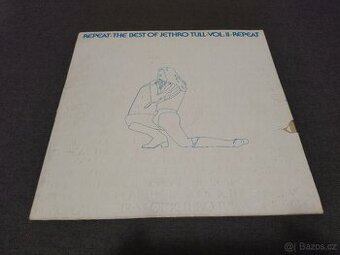 REPEAT·THE BEST OF JETHRO TULL·VOL II·REPEAT
Bazos.cz